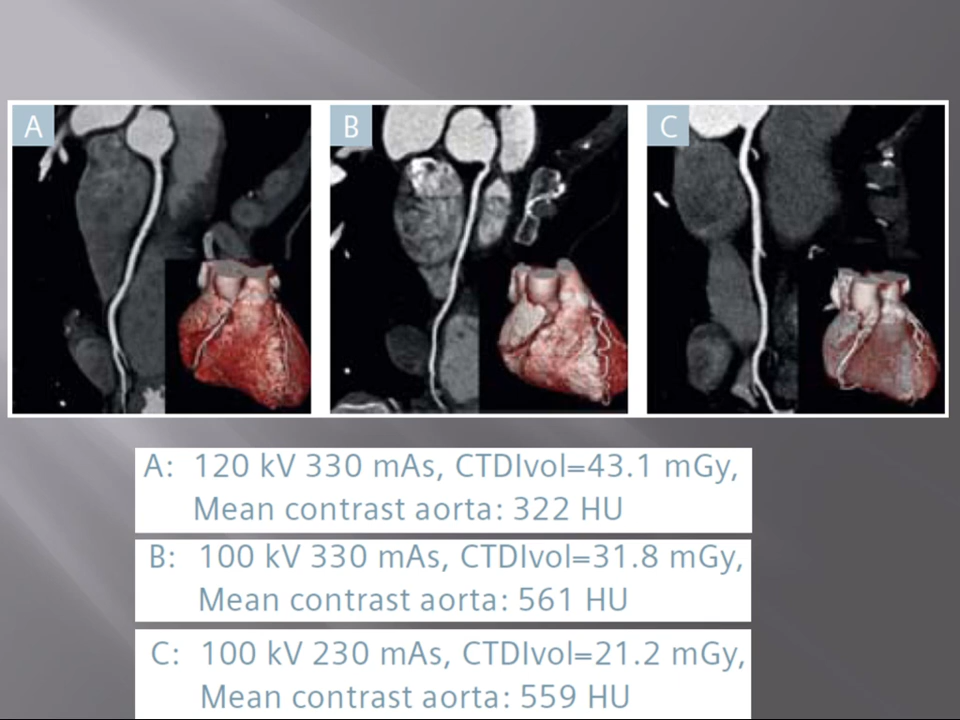 A
B
C
A: 120 kV 330 mAs, CTDIvol=43.1 mGy,
Mean contrast aorta: 322 HU
B: 100 kV 330 mAs, CTDIvol=31.8 mGy,
Mean contrast aorta: 561 HU
C: 100 kV 230 mAs, CTDIvol=21.2 mGy,
Mean contrast aorta: 559 HU